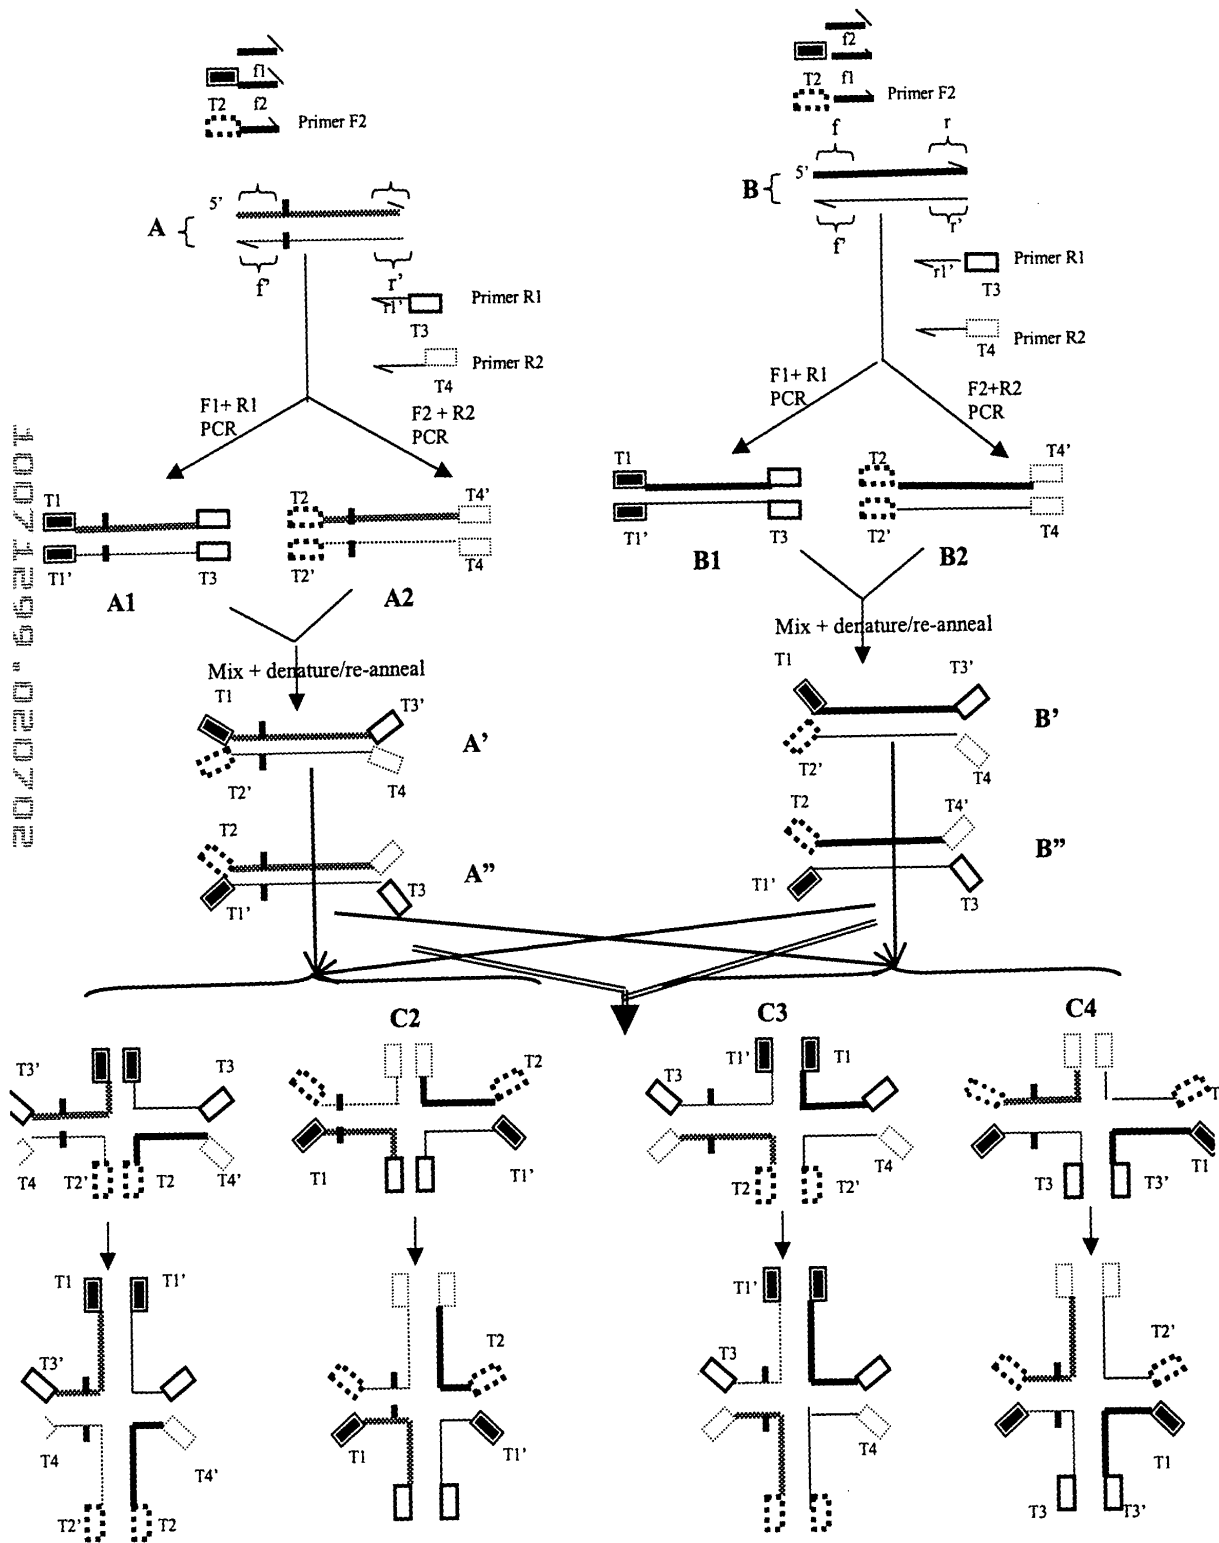 f1
T2
f2
Primer F2
5'
A
f'
r'
r1'
T3
Primer R1
T4
Primer R2
F1+ R1
PCR
F2 + R2
PCR
T1
T2
T4'
T1'
T3
T2'
T4
A1
A2
Mix + denature/re-anneal
T1
T3'
A'
T2'
T4
T2
A”
T1'
T3
f2
T2
f1
Primer F2
f
r
5'
B
f'
r'
r1'
Primer R1
T3
T4
Primer R2
F1+ R1
PCR
F2+R2
PCR
T1
T2
T4'
T1'
T3
T2'
T4
B1
B2
Mix + denature/re-anneal
T1
T3'
B'
T2'
T4
T2
T4'
B”
T1'
T3
10071299.020702
C2
C3
C4
T3'
T3
T4
T2'
T2
T4'
T2
T1
T1'
T1'
T1
T3
T2
T2'
T4
T
T3
T3'
T1
T1
T1'
T3'
T4
T4'
T2'
T2
T2
T1
T1'
T1'
T3
T4
T2'
T1
T3
T3'